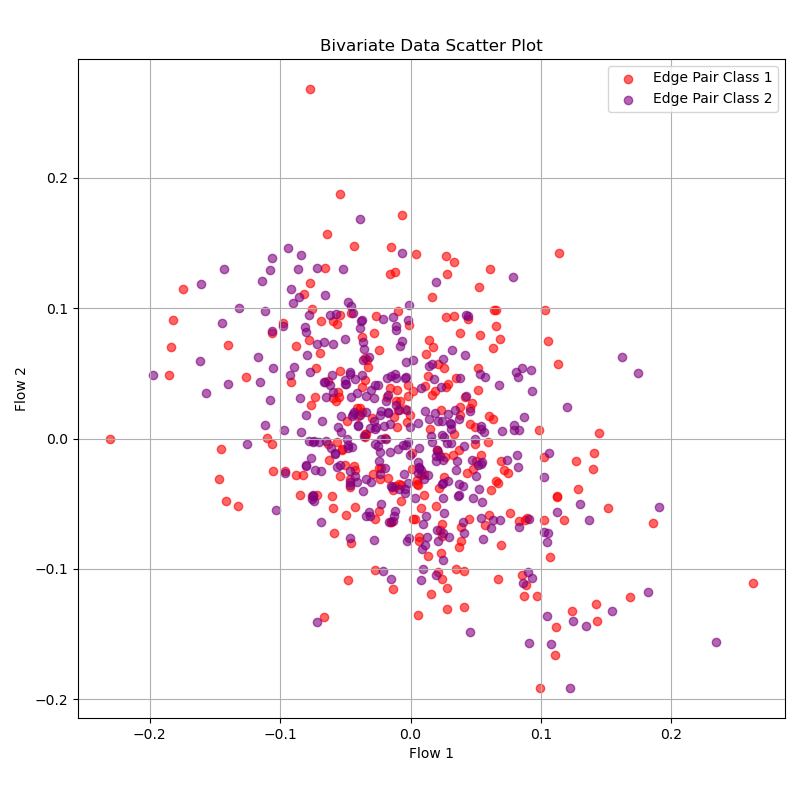 Bivariate Data Scatter Plot
Edge Pair Class 1
Edge Pair Class 2
Flow 2
0.2
0.1
0.0
−0.1
−0.2
−0.2
−0.1
0.0
0.1
0.2
Flow 1